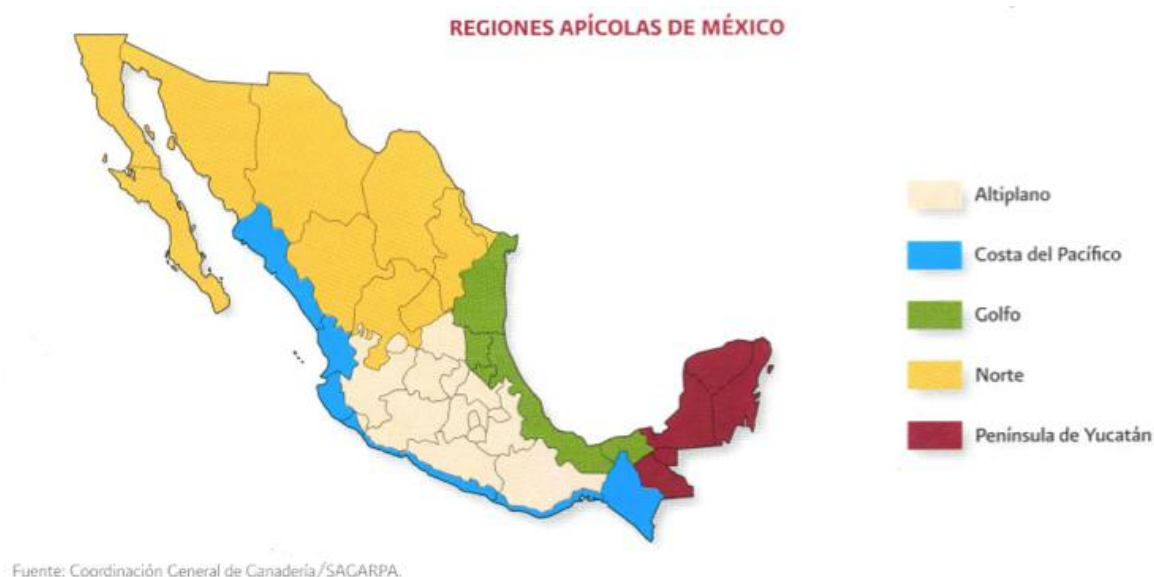 REGIONES APÍCOLAS DE MÉXICO
Altiplano
Costa del Pacífico
Golfo
Norte
Península de Yucatán
Fuente: Coordinación General de Ganadería/SAGARPA.